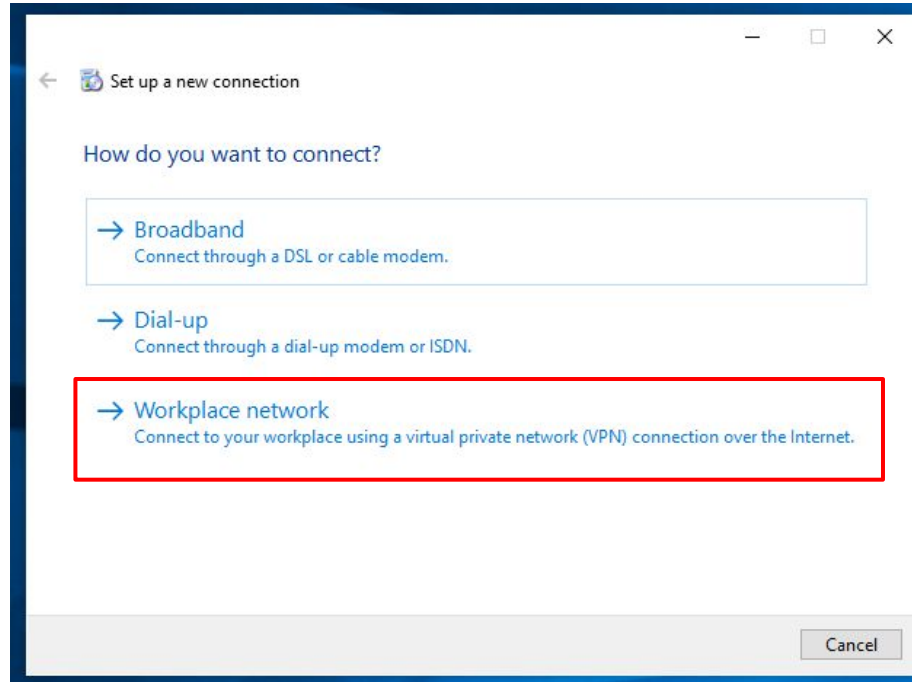 Set up a new connection
How do you want to connect?
Broadband
Connect through a DSL or cable modem.
Dial-up
Connect through a dial-up modem or ISDN.
Workplace network
Connect to your workplace using a virtual private network (VPN) connection over the Internet.
Cancel